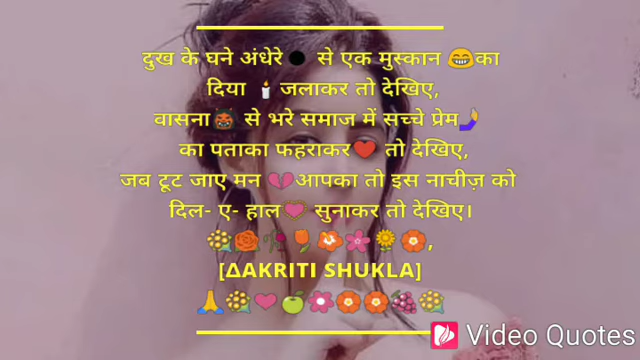 दुख के घने अंधेरे⚫ से एक मुस्कान 😂का
दिया 🕯️जलाकर तो देखिए,
वासना👹 से भरे समाज में सच्चे प्रेम🤳
का पताका फहराकर❤️ तो देखिए,
जब टूट जाए मन 💔आपका तो इस नाचीज़ को
दिल- ए- हाल💝 सुनाकर तो देखिए।
💐🌹🥀🌷🌺🌸🌻🏵️,
[∆AKRITI SHUKLA]
🙏💐❤️🍏🌸🏵️🏵️🍇💐
Video Quotes